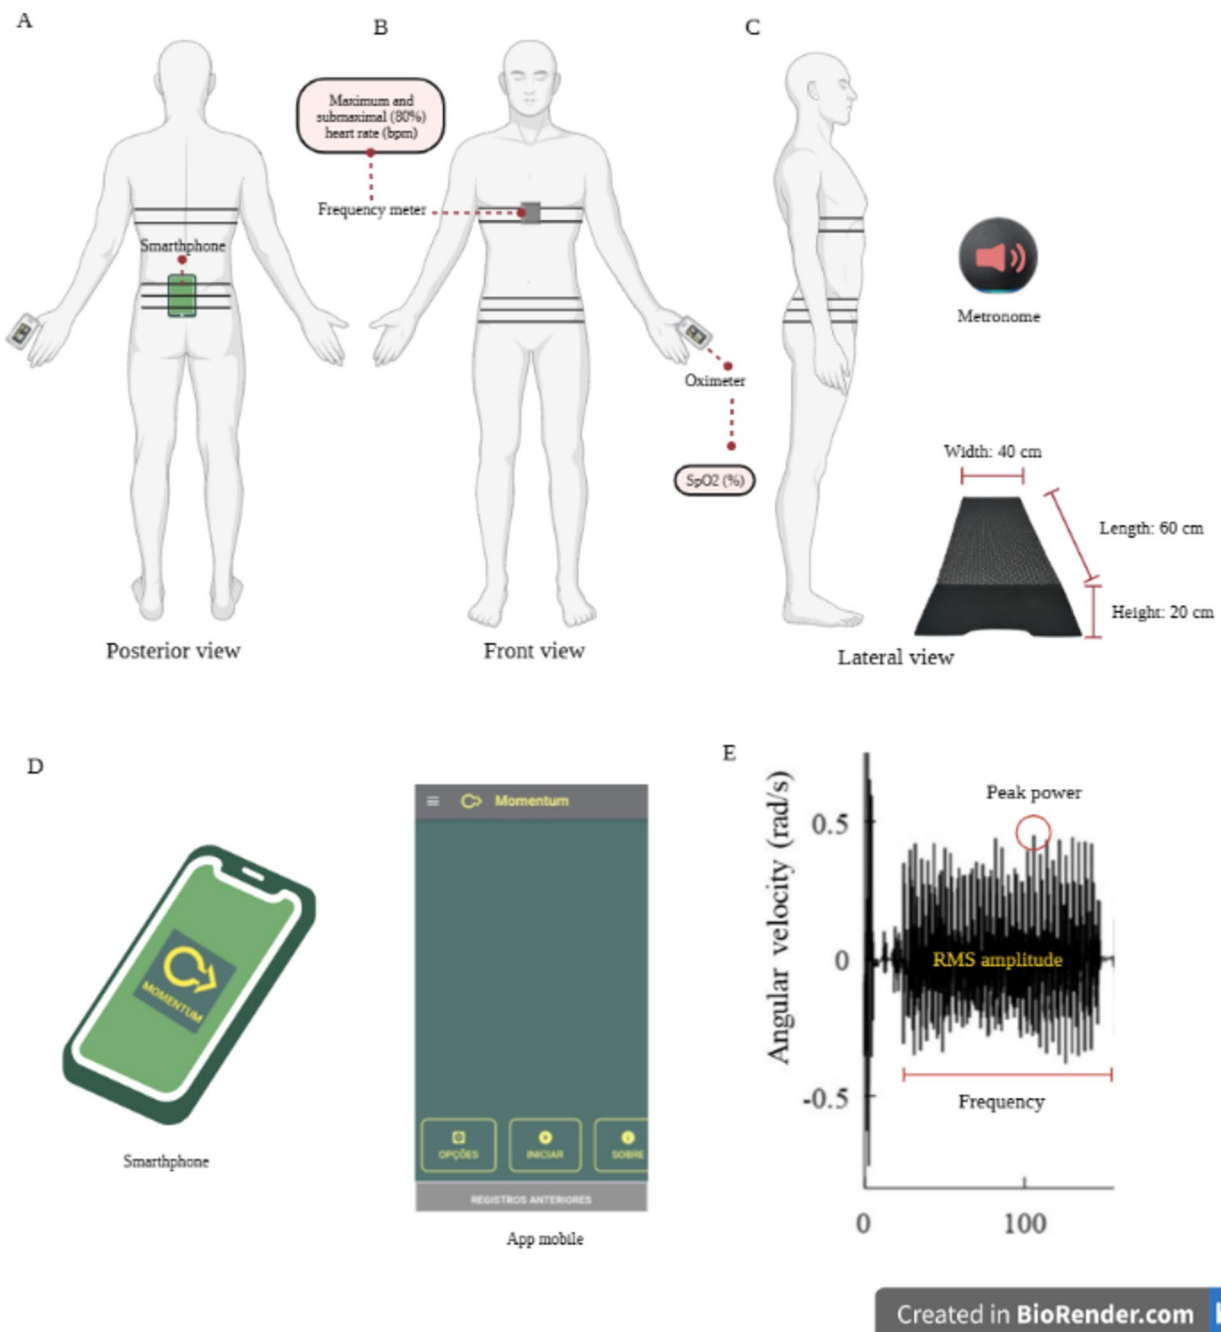 A
B
C
Maximum and
submaximal (80%)
heart rate (bpm)
Frequency meter
Smarthphone
Metronome
Oximeter
SpO2 (%)
Width: 40 cm
Length: 60 cm
Height: 20 cm
Posterior view
Front view
Lateral view
D
MOMENTUM
Smarthphone
Momentum
OPÇÕES
INICIAR
SOBRE
REGISTROS ANTERIORES
App mobile
E
Angular velocity (rad/s)
Peak power
0.5
0
-0.5
RMS amplitude
Frequency
0
100
Created in BioRender.com